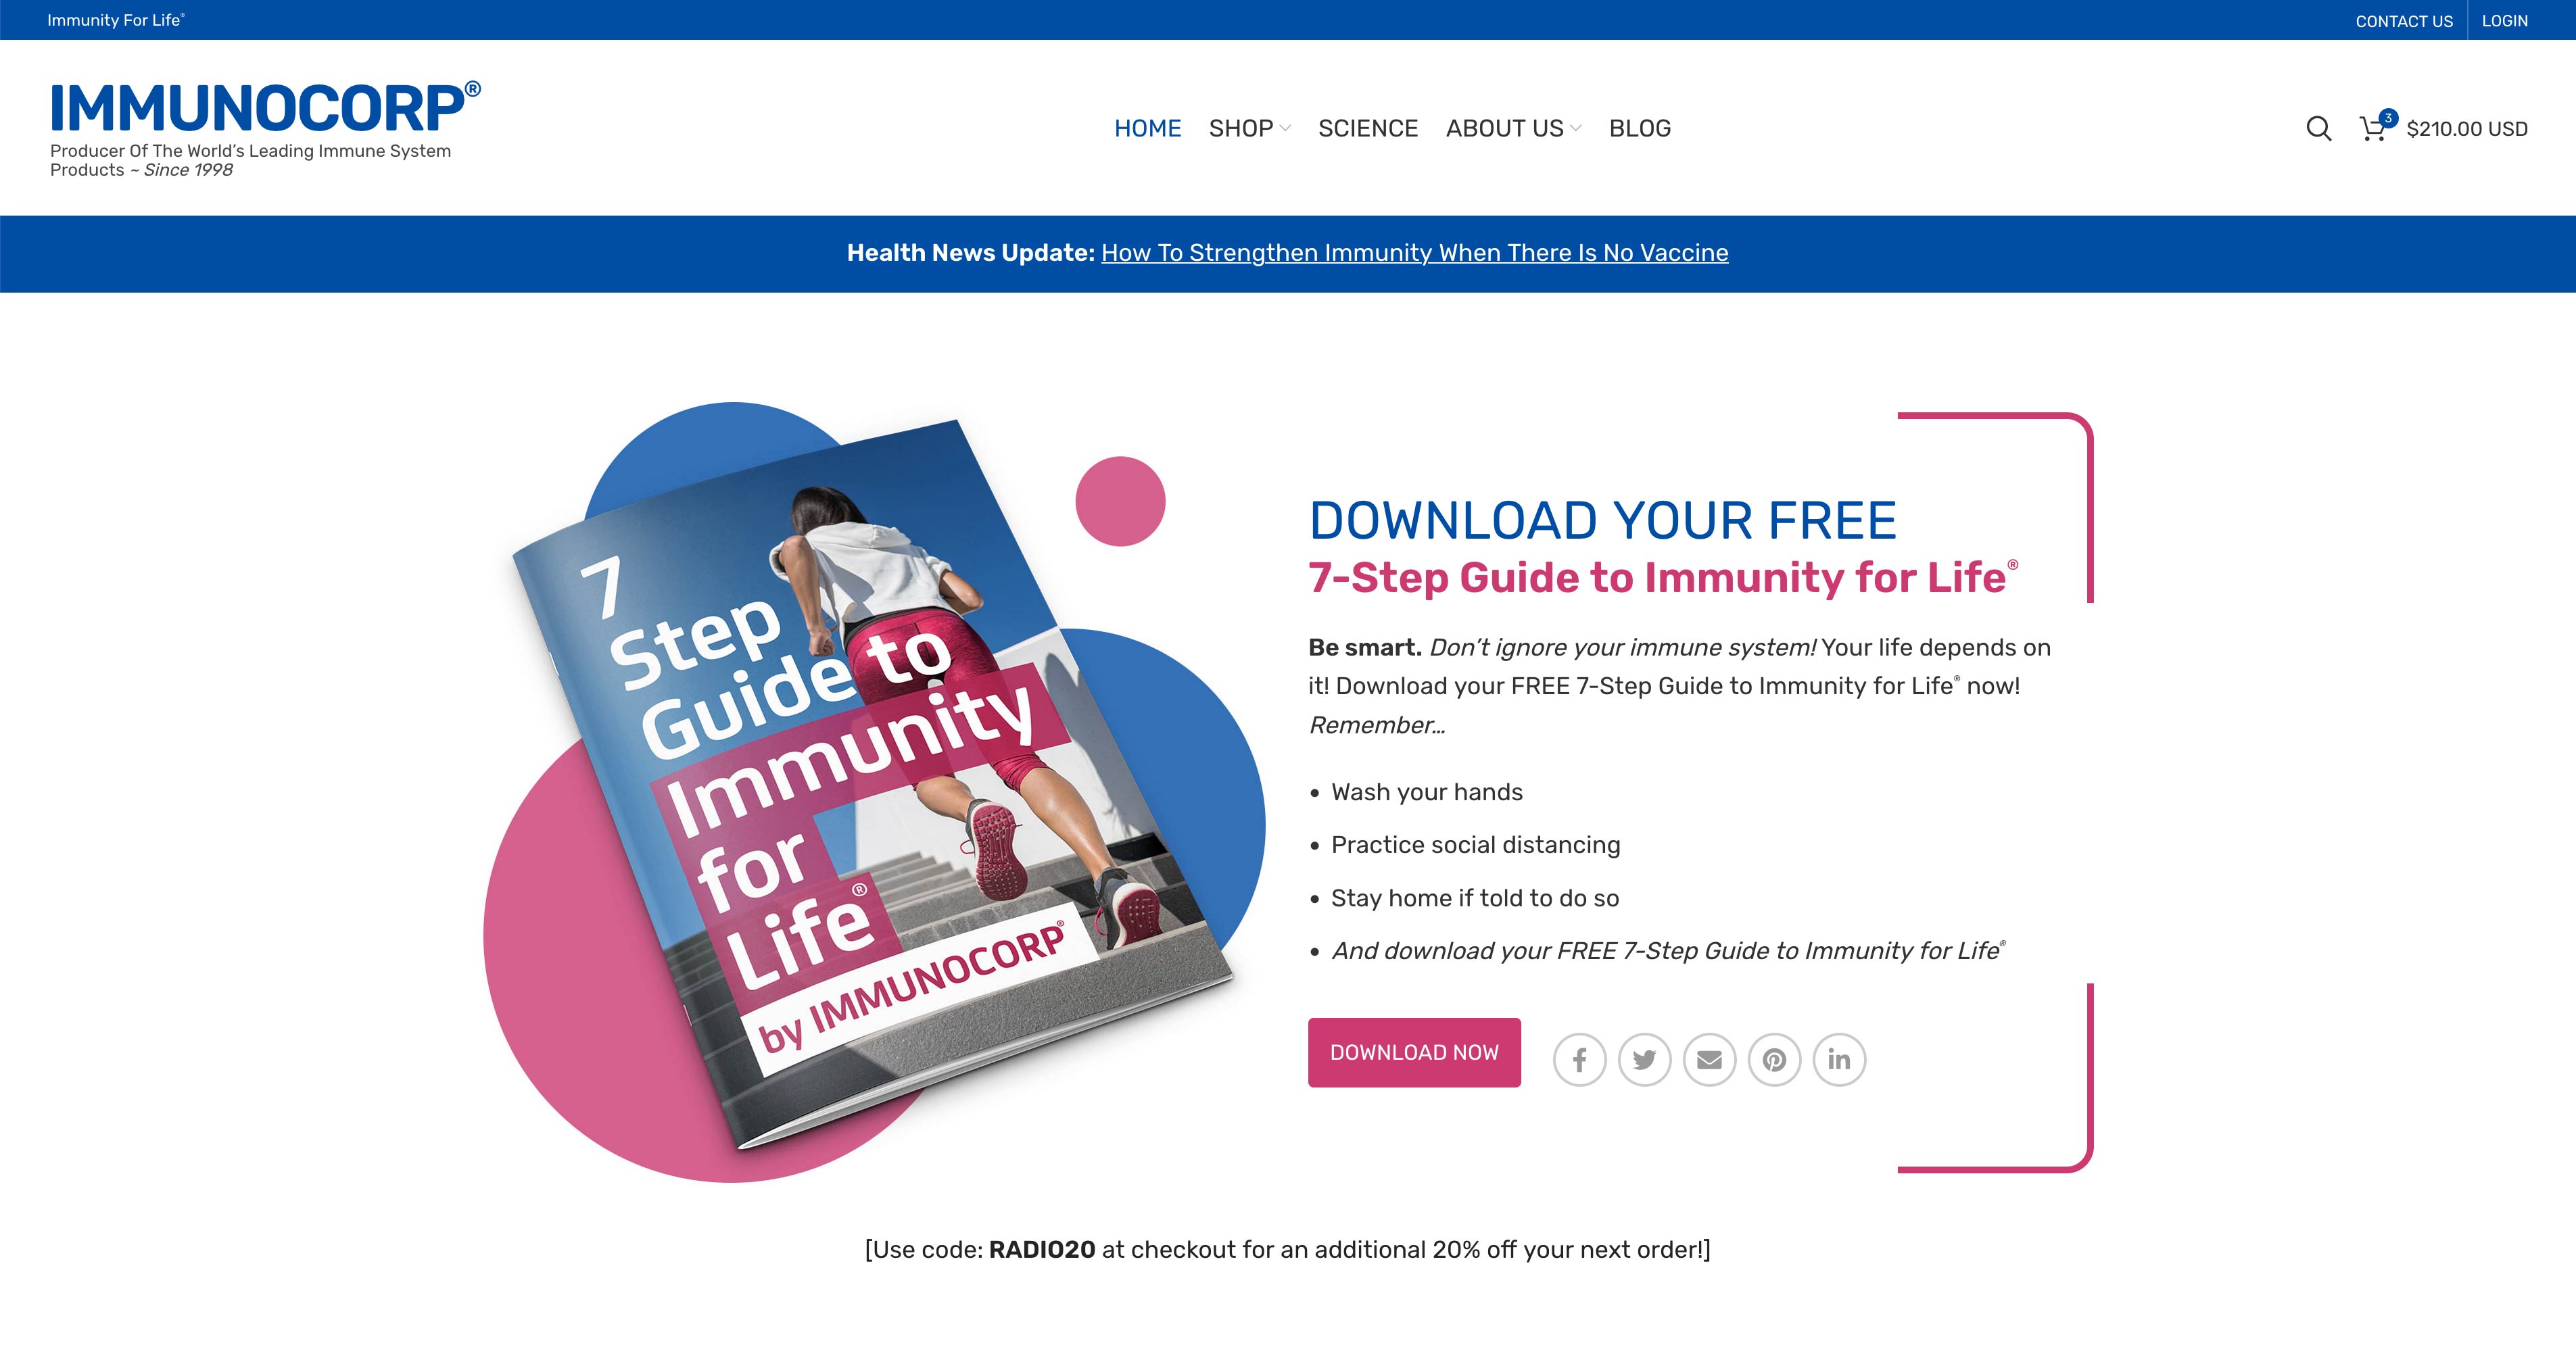 Immunity For Life®
CONTACT US
LOGIN
IMMUNOCORP®
Producer Of The World’s Leading Immune System
Products ~ Since 1998
HOME
SHOP
SCIENCE
ABOUT US
BLOG
3
$210.00 USD
Health News Update: How To Strengthen Immunity When There Is No Vaccine
7
Step
Guide to
Immunity
for
Life®
by IMMUNOCORP®
DOWNLOAD YOUR FREE
7-Step Guide to Immunity for Life®
Be smart. Don’t ignore your immune system! Your life depends on
it! Download your FREE 7-Step Guide to Immunity for Life® now!
Remember…
• Wash your hands
• Practice social distancing
• Stay home if told to do so
• And download your FREE 7-Step Guide to Immunity for Life®
DOWNLOAD NOW
[Use code: RADIO20 at checkout for an additional 20% off your next order!]